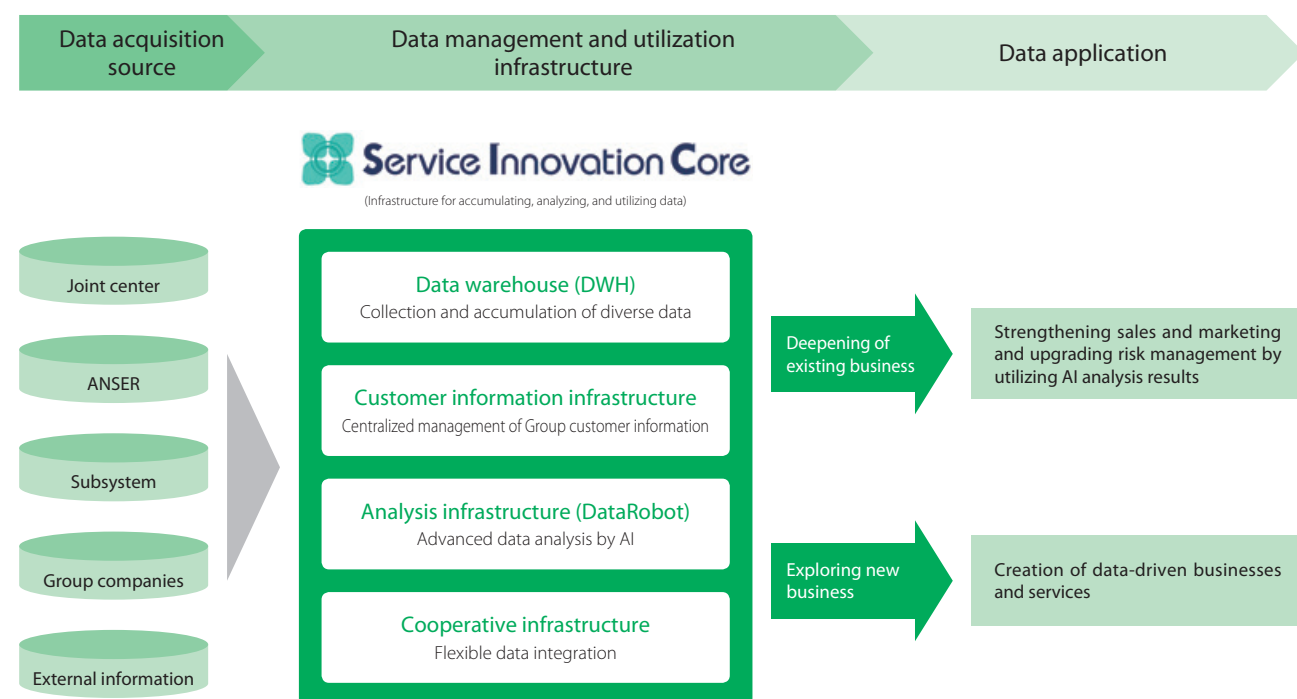 Data acquisition
source
Data management and utilization
infrastructure
Data application
Service Innovation Core
(Infrastructure for accumulating, analyzing, and utilizing data)
Joint center
ANSER
Subsystem
Group companies
External information
Data warehouse (DWH)
Collection and accumulation of diverse data
Customer information infrastructure
Centralized management of Group customer information
Analysis infrastructure (DataRobot)
Advanced data analysis by AI
Cooperative infrastructure
Flexible data integration
Deepening of
existing business
Strengthening sales and marketing
and upgrading risk management by
utilizing AI analysis results
Exploring new
business
Creation of data-driven businesses
and services